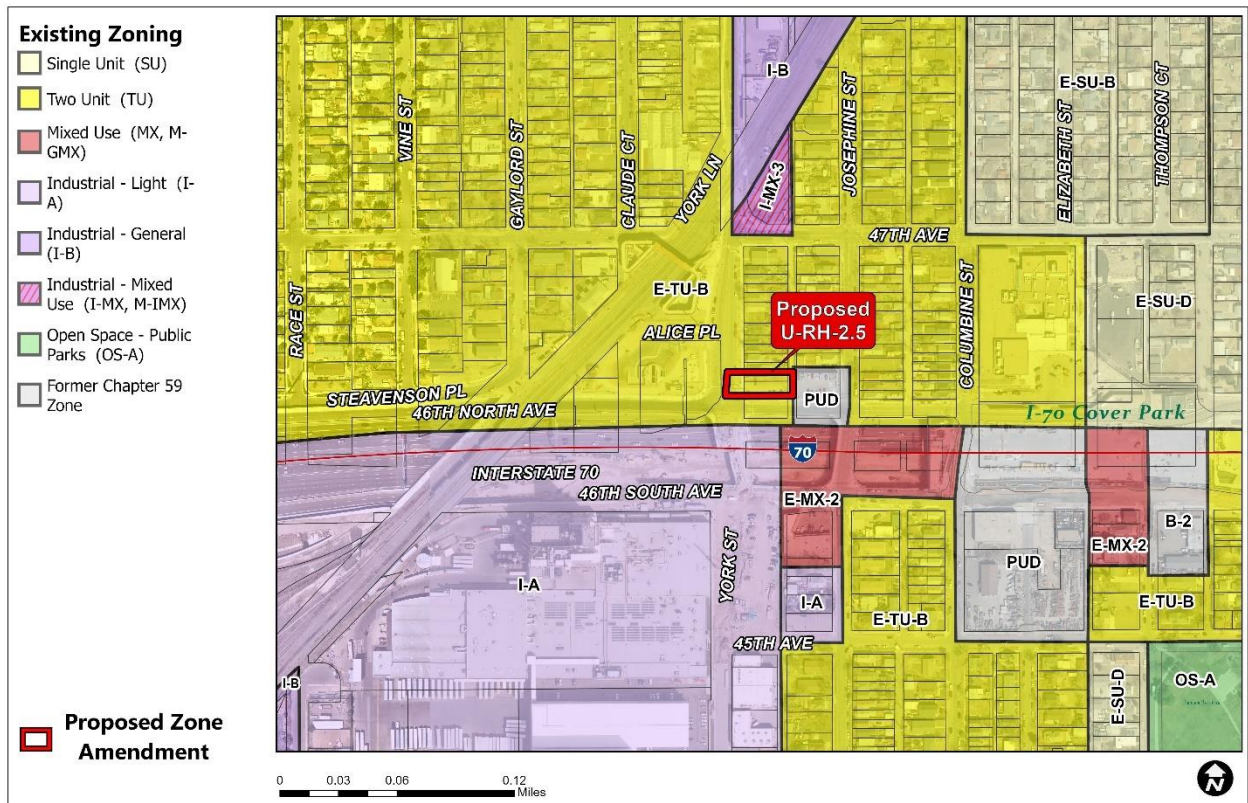 Existing Zoning
Single Unit (SU)
Two Unit (TU)
Mixed Use (MX, M-
GMX)
Industrial - Light (I-
A)
Industrial - General
(I-B)
Industrial - Mixed
Use (I-MX, M-IMX)
Open Space - Public
Parks (OS-A)
Former Chapter 59
Zone
Proposed Zone
Amendment
I-B
E-SU-B
VINE ST
GAYLORD ST
CLAUDE CT
YORK LN
I-MX-3
JOSEPHINE ST
ELIZABETH ST
THOMPSON CT
47TH AVE
RACE ST
E-TU-B
COLUMBINE ST
E-SU-D
Proposed
U-RH-2.5
ALICE PL
STEAVENSON PL
46TH NORTH AVE
PUD
I-70 Cover Park
70
INTERSTATE 70
46TH SOUTH AVE
E-MX-2
B-2
E-MX-2
PUD
YORK ST
I-A
I-A
E-TU-B
E-TU-B
45TH AVE
I-B
E-SU-D
OS-A
0 0.03 0.06 0.12
Miles
N